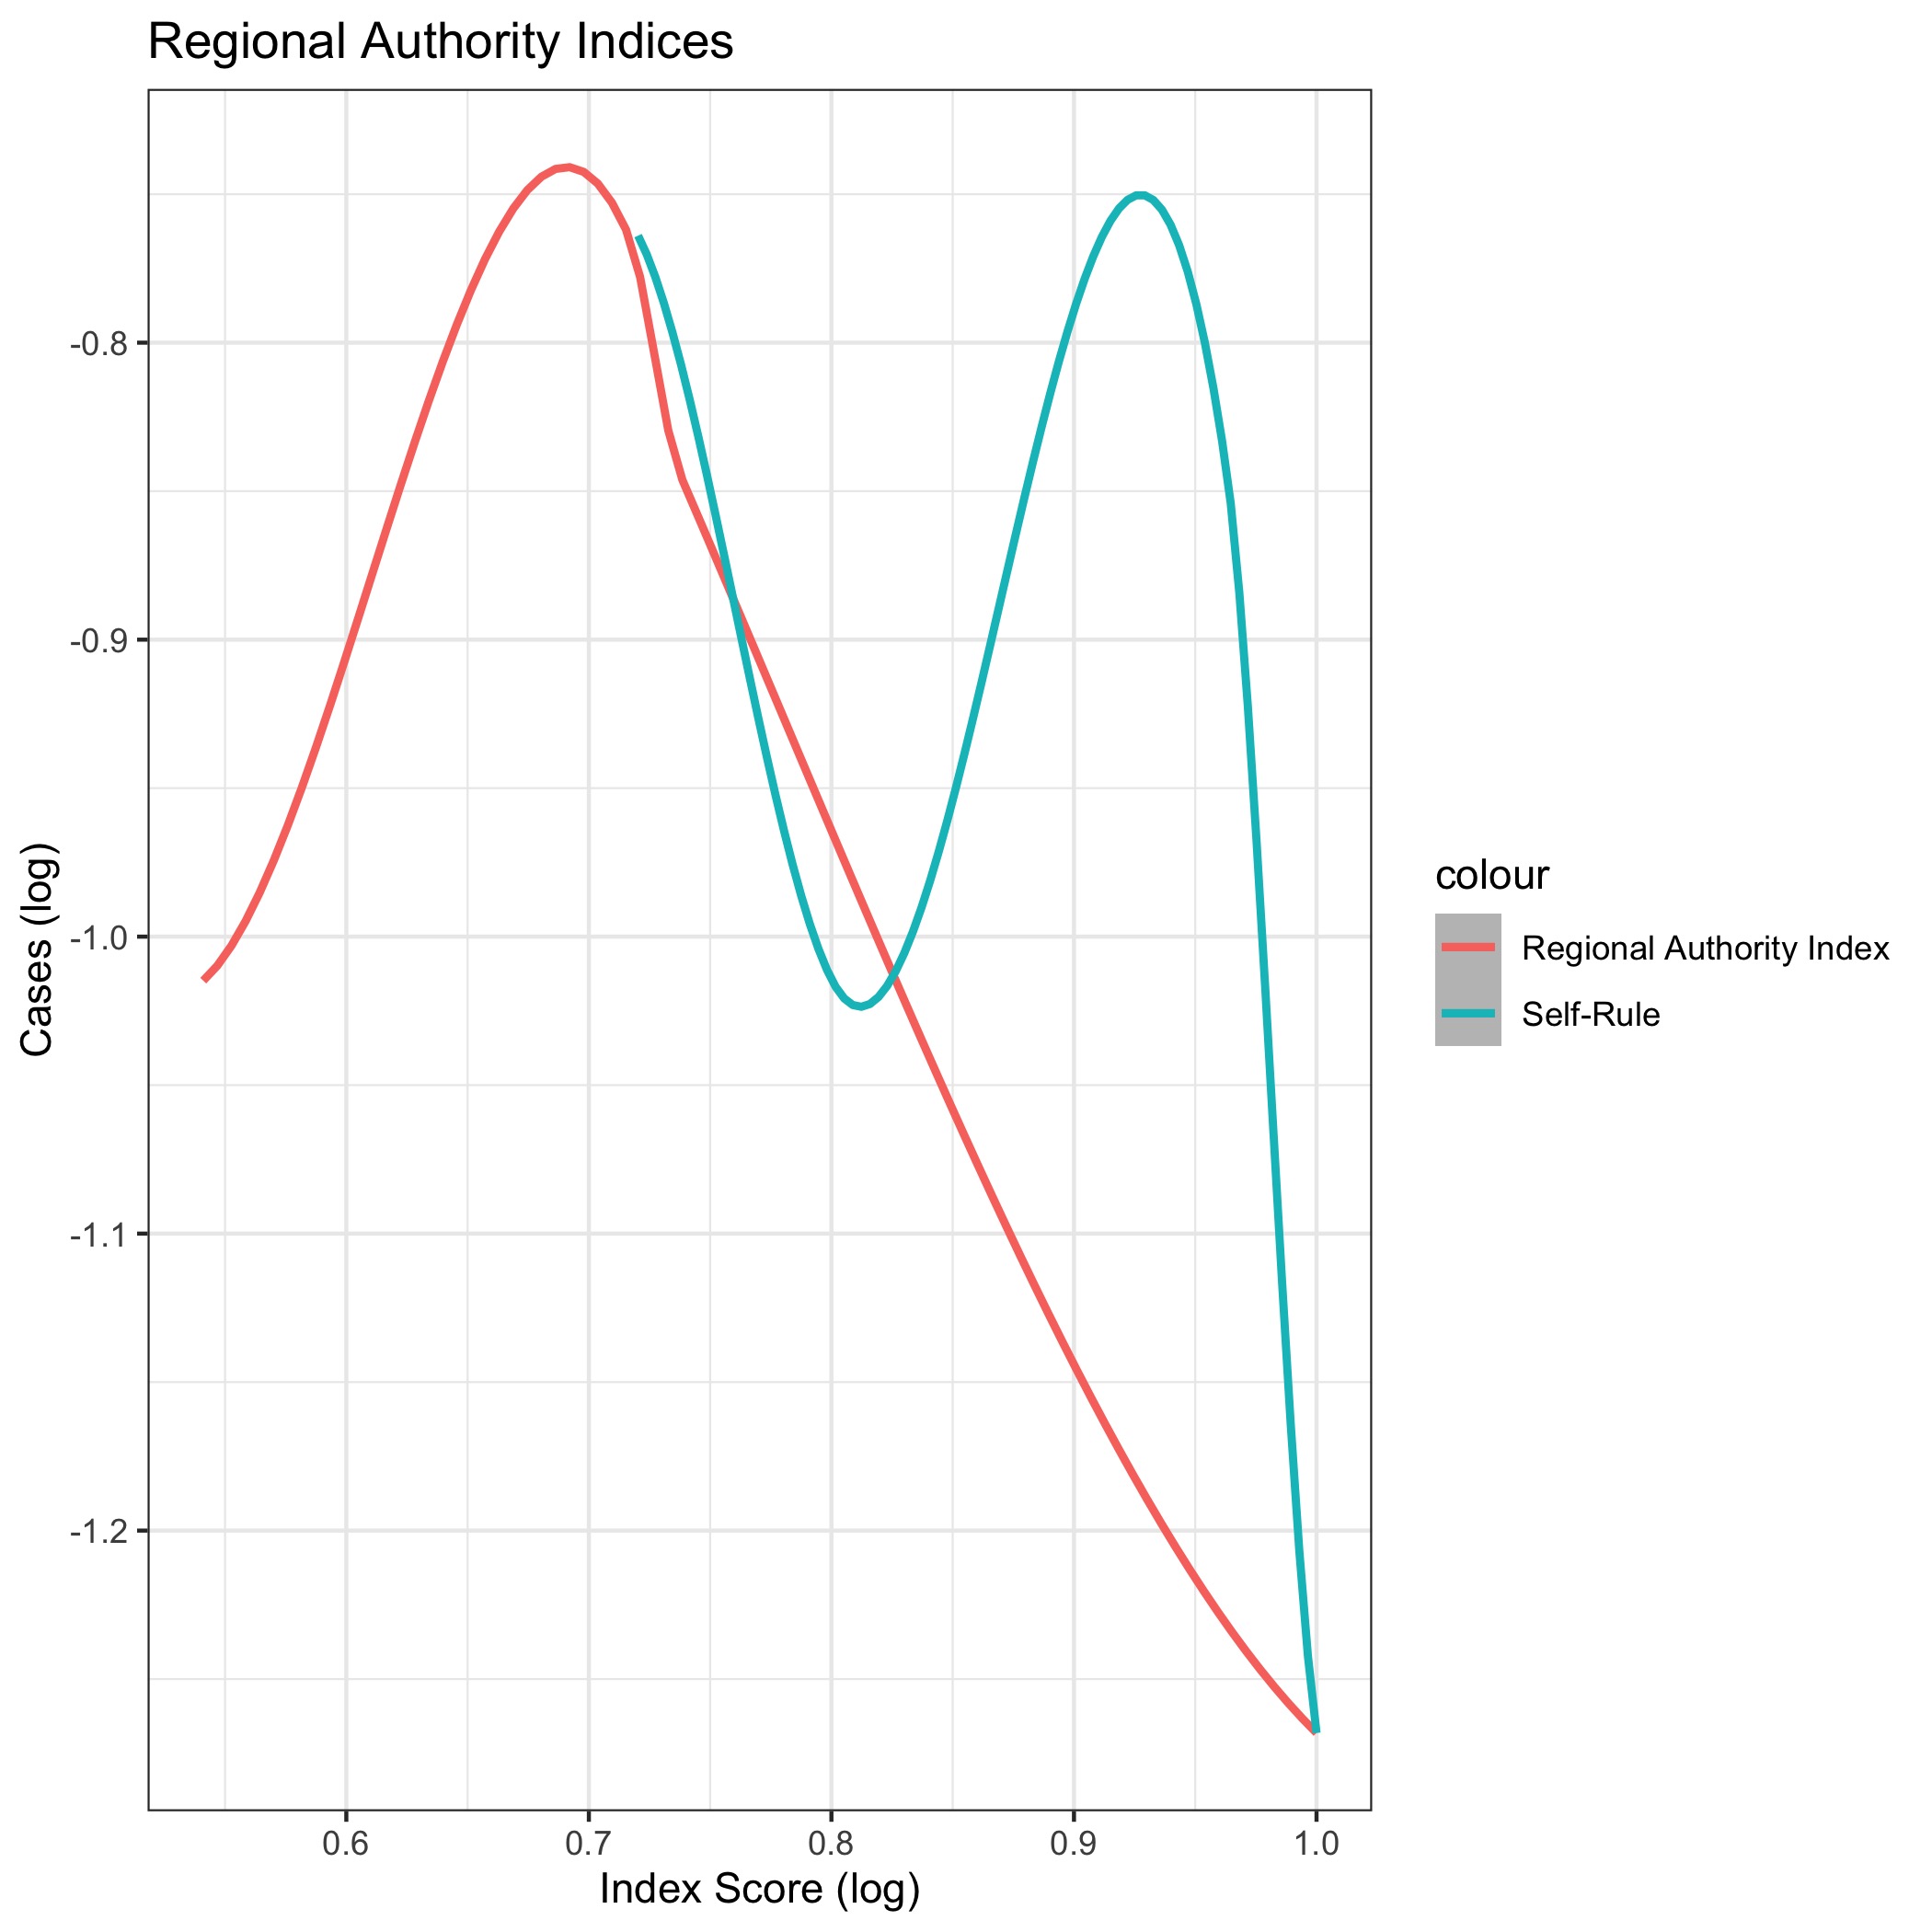 Regional Authority Indices
Cases (log)
-0.8
-0.9
-1.0
-1.1
-1.2
0.6 0.7 0.8 0.9 1.0
Index Score (log)
colour
Regional Authority Index
Self-Rule